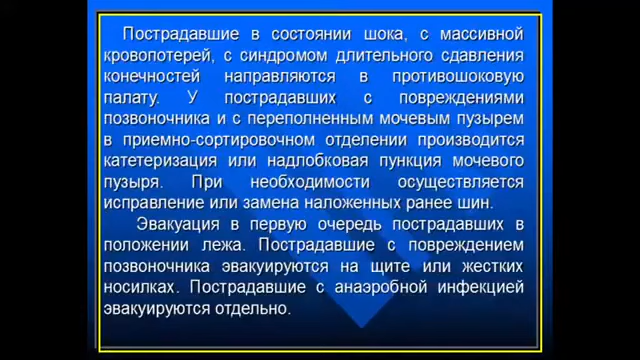 Пострадавшие в состоянии шока, с массивной
кровопотерей, с синдромом длительного сдавления
конечностей направляются в противошоковую
палату. У пострадавших с повреждениями
позвоночника и с переполненным мочевым пузырем
в приемно-сортировочном отделении производится
катетеризация или надлобковая пункция мочевого
пузыря. При необходимости осуществляется
исправление или замена наложенных ранее шин.
Эвакуация в первую очередь пострадавших в
положении лежа. Пострадавшие с повреждением
позвоночника эвакуируются на щите или жестких
носилках. Пострадавшие с анаэробной инфекцией
эвакуируются отдельно.